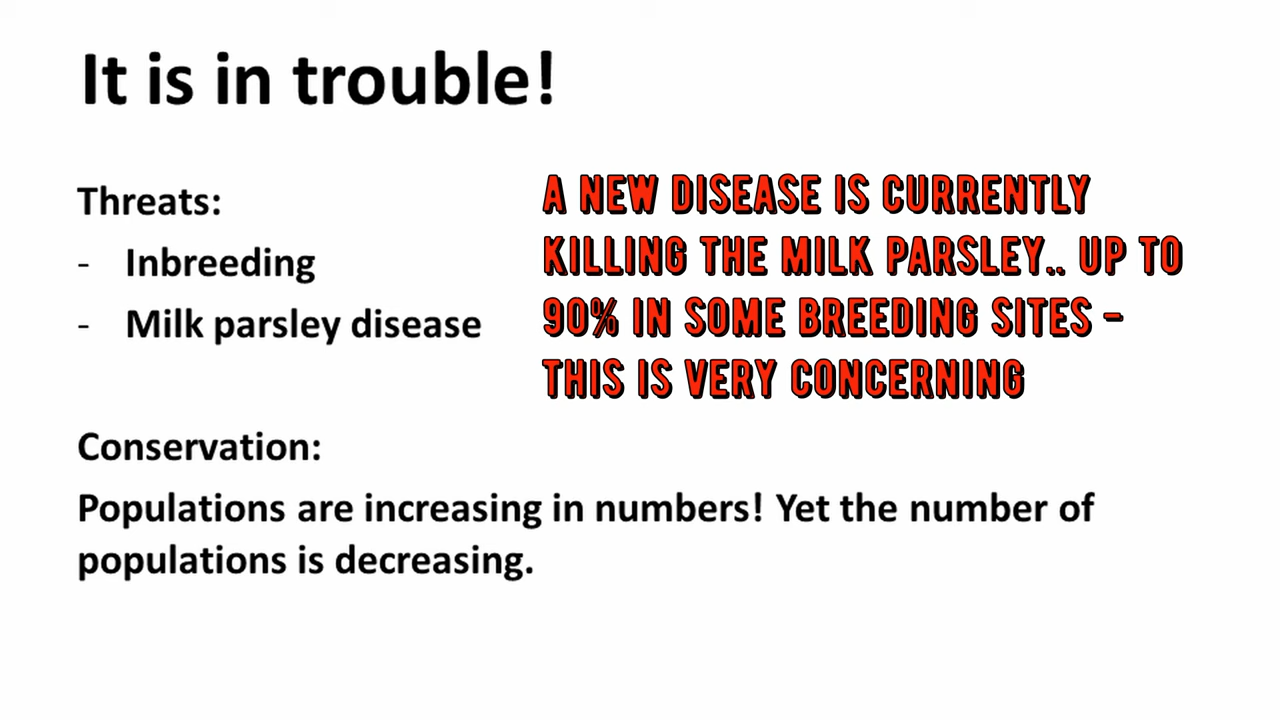 It is in trouble!
Threats:
- Inbreeding
- Milk parsley disease
A NEW DISEASE IS CURRENTLY
KILLING THE MILK PARSLEY.. UP TO
90% IN SOME BREEDING SITES –
THIS IS VERY CONCERNING
Conservation:
Populations are increasing in numbers! Yet the number of
populations is decreasing.